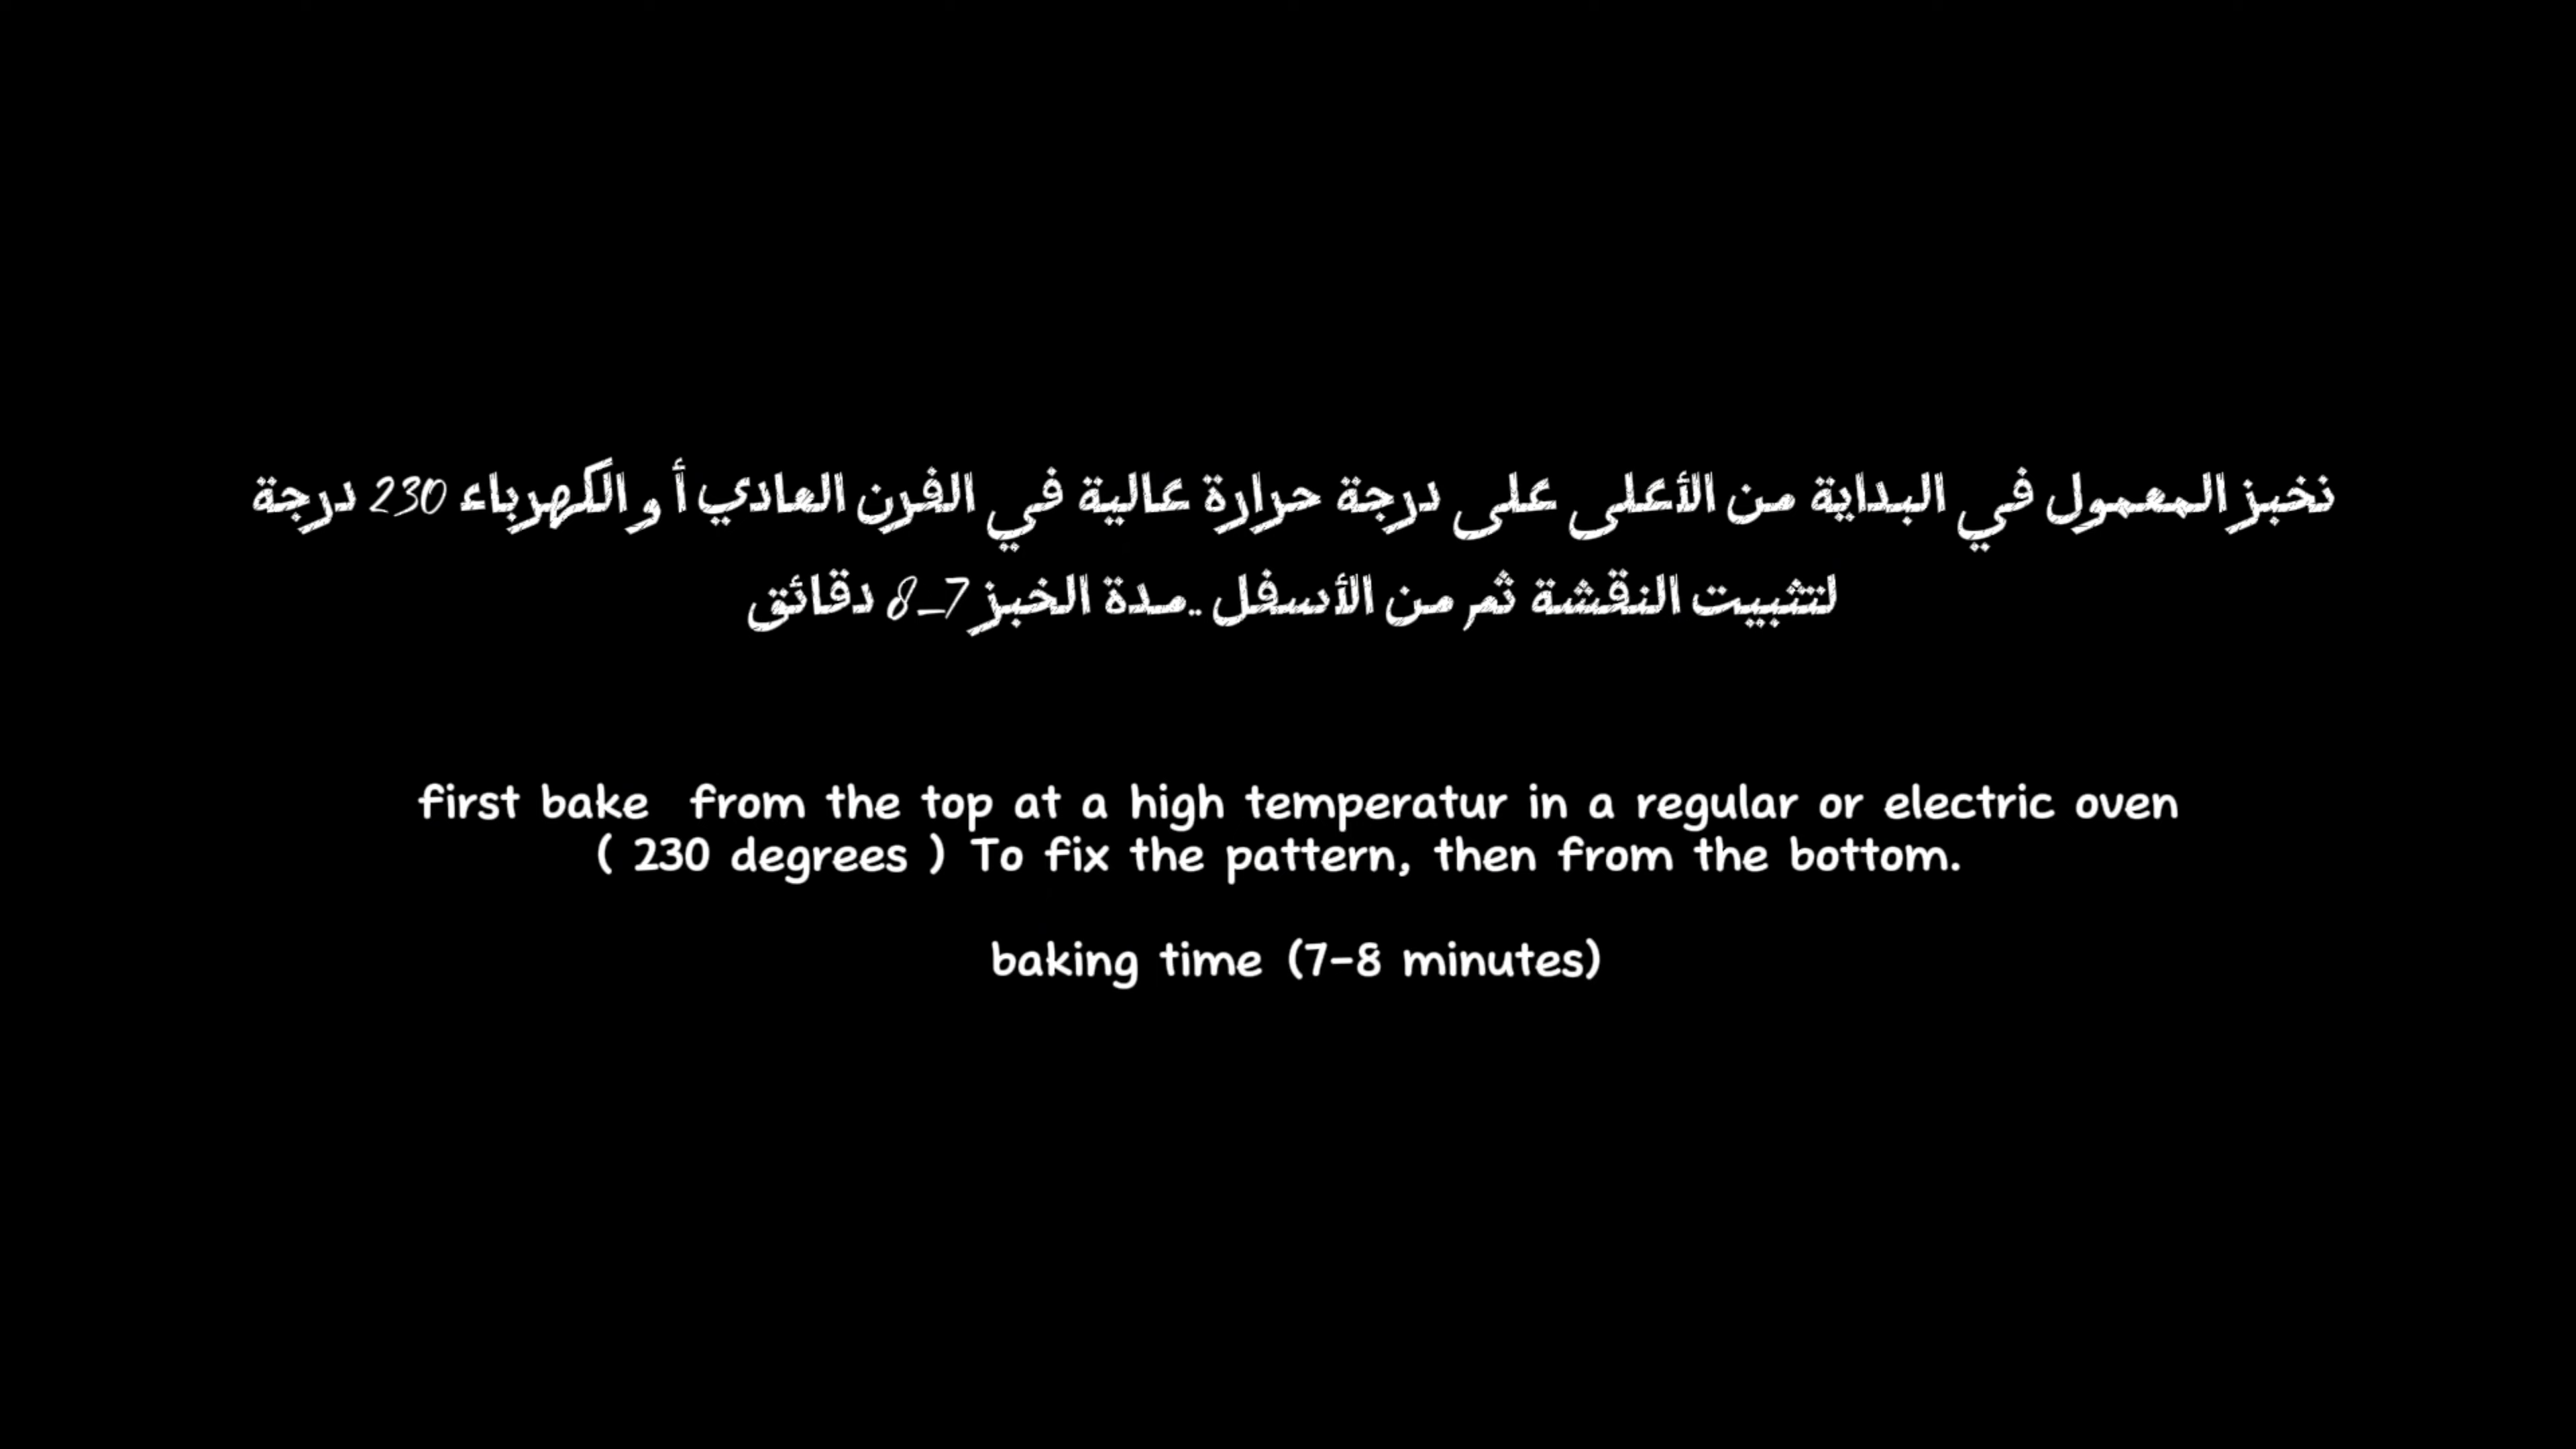 نخبز المعمول في البداية من الأعلى على درجة حرارة عالية في الفرن العادي أ و الكهرباء 230 درجة
لتثبيت النقشة ثم من الأسفل ..مدة الخبز 7_8 دقائق
first bake  from the top at a high temperatur in a regular or electric oven
( 230 degrees ) To fix the pattern, then from the bottom.
baking time (7-8 minutes)